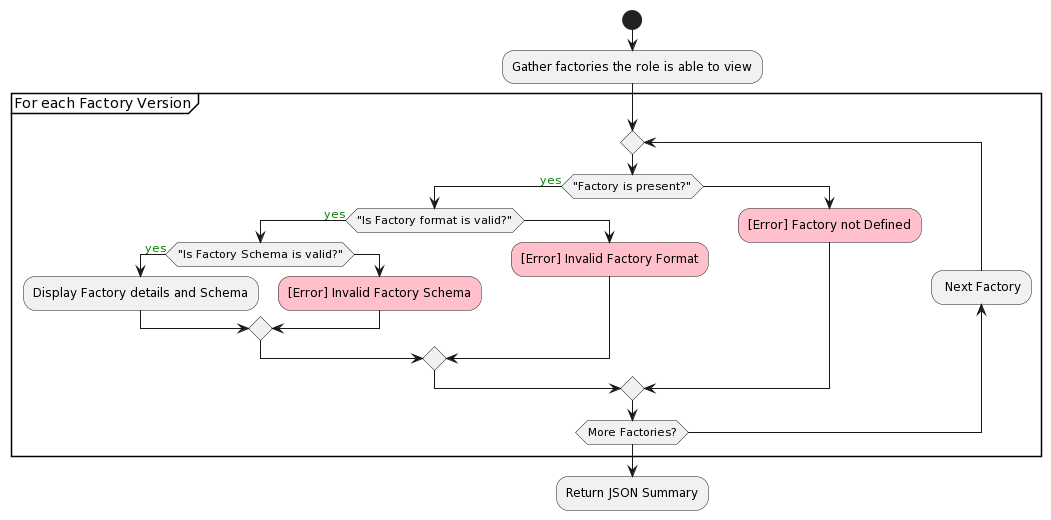 Gather factories the role is able to view
For each Factory Version
yes
"Factory is present?"
yes
"Is Factory format is valid?"
[Error] Factory not Defined
yes
"Is Factory Schema is valid?"
[Error] Invalid Factory Format
Display Factory details and Schema
[Error] Invalid Factory Schema
Next Factory
More Factories?
Return JSON Summary